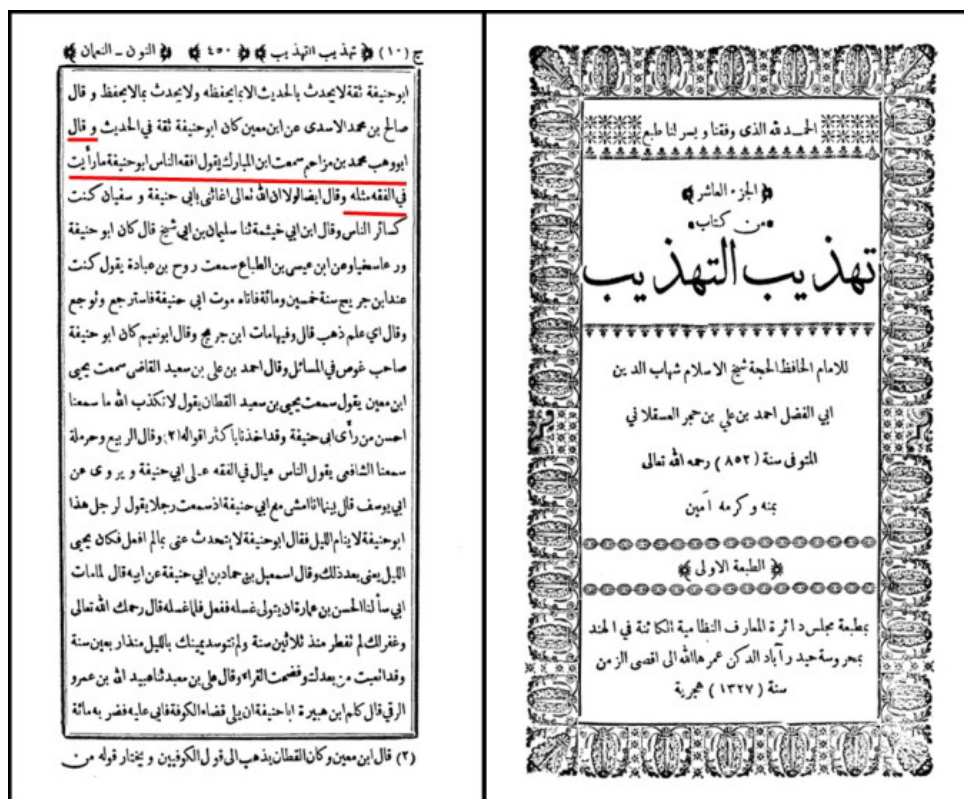 الحمد لله الذى وفقنا ويسر لنا طبع
الجزء العاشر
من كتاب
تهذيب التهذيب
للامام الحافظ الحجة شيخ الاسلام شهاب الدين
ابي الفضل احمد بن علي بن حجر العسقلاني
المتوفى سنة (٨٥٢) رحمه الله تعالى
بمنه وكرمه آمين
الطبعة الاولى
بمطبعة مجلس دائرة المعارف النظامية الكائنة في الهند
بمحروسة حيدرآباد الدكن عمرها الله الى اقصى الزمن
سنة (١٣٢٧) هجرية
ج (١٠) تهذيب التهذيب ٤٥٠ النون - النعمان
ابو حنيفة ثقة لا يحدث بالحديث الا بما يحفظه ولا يحدث بما لا يحفظ و قال
صالح بن محمد الاسدى عن ابن معين كان ابو حنيفة ثقة في الحديث و قال
ابو وهب محمد بن مزاحم سمعت ابن المبارك يقول افقه الناس ابو حنيفة ما رأيت
في الفقه مثله وقال ايضا لولا ان الله تعالى اغاثنى بابي حنيفة و سفيان كنت
كسائر الناس وقال ابن ابي خيثمة ثنا سليمان بن ابي شيخ قال كان ابو حنيفة
ورعا سخيا وعن ابن عيسى بن الطباع سمعت روح بن عبادة يقول كنت
عند ابن جريج سنة خمسين ومائة فاتاه موت ابي حنيفة فاسترجع وتوجع
وقال اي علم ذهب قال وفيها مات ابن جريج وقال ابو نعيم كان ابو حنيفة
صاحب غوص في المسائل وقال احمد بن علي بن سعيد القاضى سمعت يحيى
ابن معين يقول سمعت يحيى بن سعيد القطان يقول لا نكذب الله ما سمعنا
احسن من رأى ابى حنيفة وقد اخذنا باكثر اقواله (٢) وقال الربيع وحرملة
سمعنا الشافعى يقول الناس عيال في الفقه على ابي حنيفة و يروى عن
ابي يوسف قال بينما انا امشى مع ابي حنيفة اذ سمعت رجلا يقول لرجل هذا
ابو حنيفة لا ينام الليل فقال ابو حنيفة لا يتحدث عنى بما لم افعل فكان يحيى
الليل يعنى بعد ذلك وقال اسمعيل بن حماد بن ابي حنيفة عن ابيه قال لما مات
ابي سألنا الحسن بن عمارة ان يتولى غسله ففعل فلما غسله قال رحمك الله تعالى
وغفر لك لم تفطر منذ ثلاثين سنة ولم تتوسد يمينك بالليل منذ اربعين سنة
وقد اتعبت من بعدك وفضحت القراء وقال علي بن معبد ثنا عبيد الله بن عمرو
الرقي قال كلم ابن هبيرة ابا حنيفة ان يلي قضاء الكوفة فابى عليه فضربه مائة
(٢) قال ابن معين وكان القطان يذهب الى قول الكوفيين و يختار قوله من